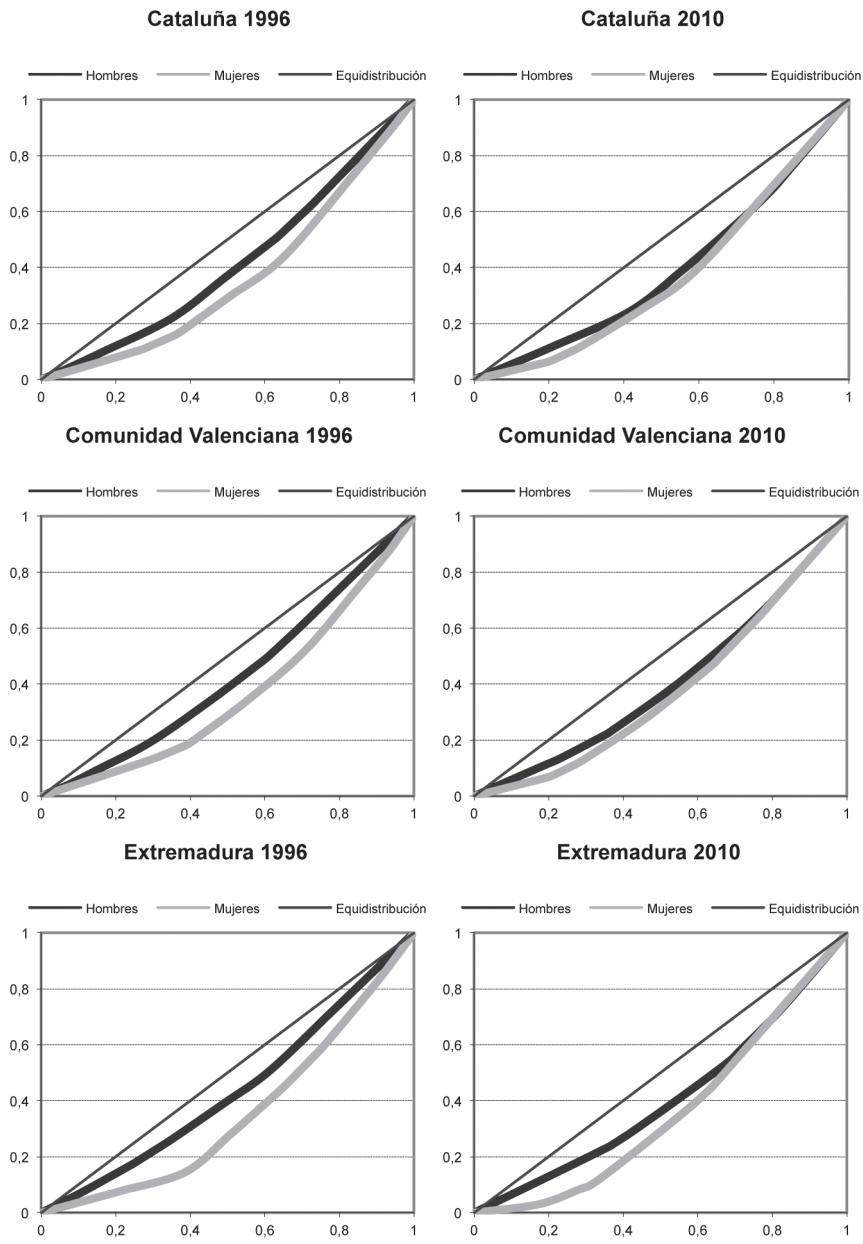 Cataluña 1996
Hombres Mujeres Equidistribución
1
0,8
0,6
0,4
0,2
0
0 0,2 0,4 0,6 0,8 1
Cataluña 2010
Hombres Mujeres Equidistribución
1
0,8
0,6
0,4
0,2
0
0 0,2 0,4 0,6 0,8 1
Comunidad Valenciana 1996
Hombres Mujeres Equidistribución
1
0,8
0,6
0,4
0,2
0
0 0,2 0,4 0,6 0,8 1
Comunidad Valenciana 2010
Hombres Mujeres Equidistribución
1
0,8
0,6
0,4
0,2
0
0 0,2 0,4 0,6 0,8 1
Extremadura 1996
Hombres Mujeres Equidistribución
1
0,8
0,6
0,4
0,2
0
0 0,2 0,4 0,6 0,8 1
Extremadura 2010
Hombres Mujeres Equidistribución
1
0,8
0,6
0,4
0,2
0
0 0,2 0,4 0,6 0,8 1